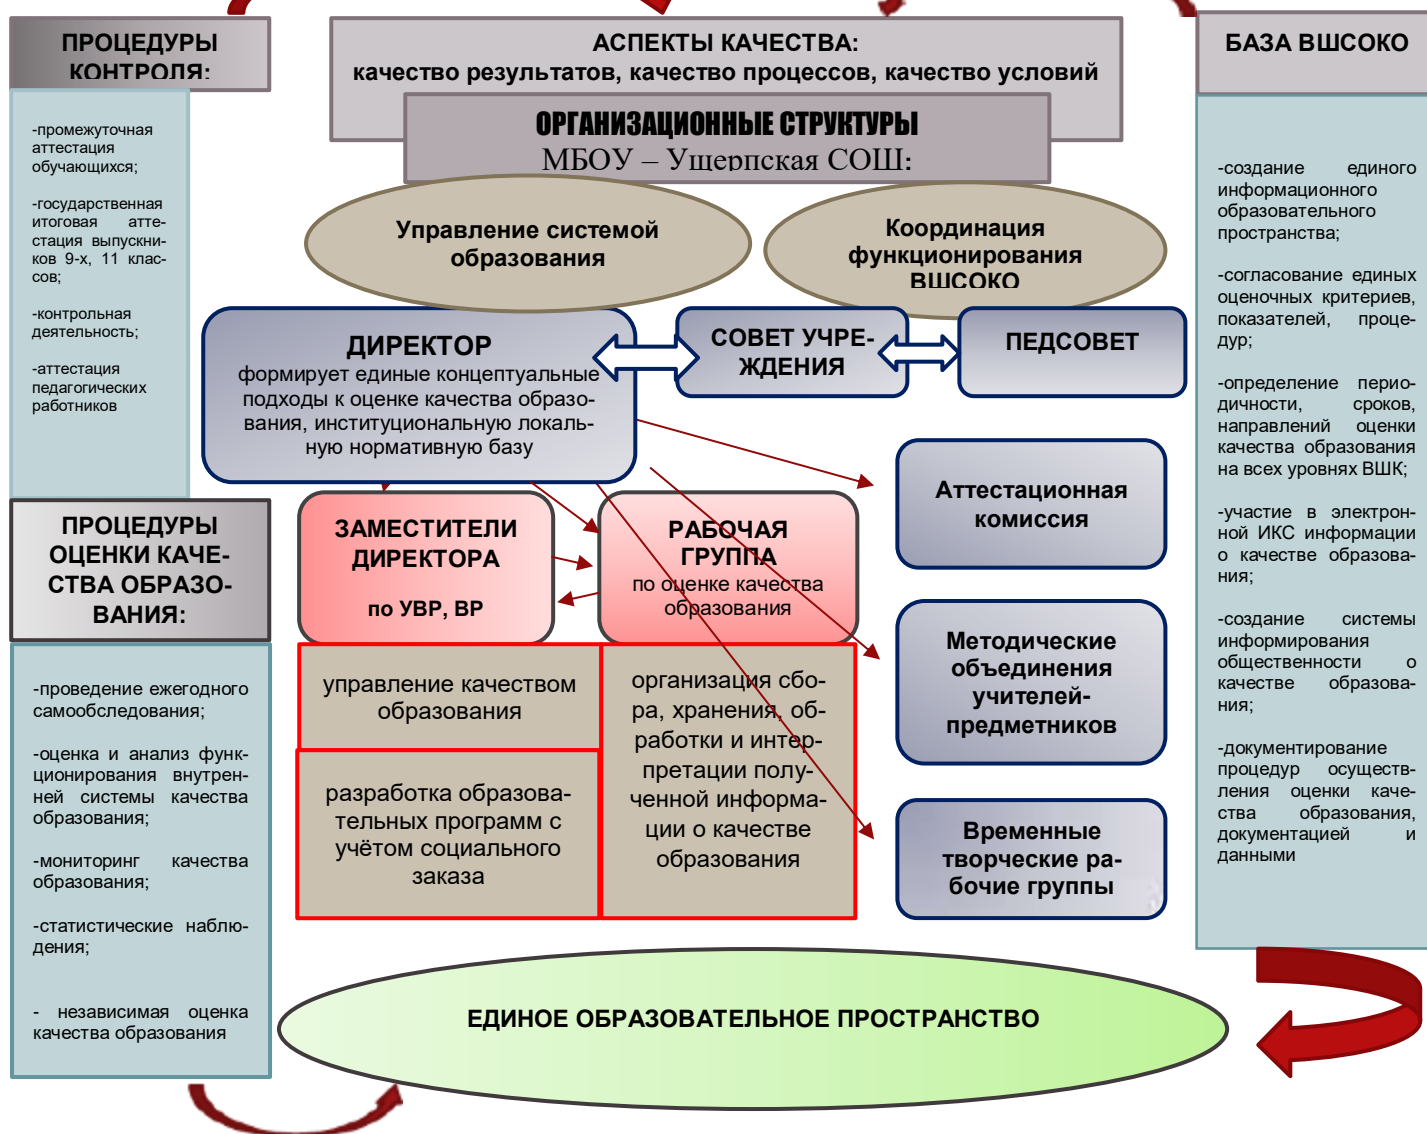 ПРОЦЕДУРЫ
КОНТРОЛЯ:
-промежуточная
аттестация
обучающихся;
-государственная
итоговая атте-
стация выпускни-
ков 9-х, 11 клас-
сов;
-контрольная
деятельность;
-аттестация
педагогических
работников
ПРОЦЕДУРЫ
ОЦЕНКИ КАЧЕ-
СТВА ОБРАЗО-
ВАНИЯ:
-проведение ежегодного
самообследования;
-оценка и анализ функ-
ционирования внутрен-
ней системы качества
образования;
-мониторинг качества
образования;
-статистические наблю-
дения;
- независимая оценка
качества образования
АСПЕКТЫ КАЧЕСТВА:
качество результатов, качество процессов, качество условий
ОРГАНИЗАЦИОННЫЕ СТРУКТУРЫ
МБОУ – Ущерпская СОШ:
Управление системой
образования
Координация
функционирования
ВШСОКО
ДИРЕКТОР
формирует единые концептуальные
подходы к оценке качества образо-
вания, институциональную локаль-
ную нормативную базу
СОВЕТ УЧРЕ-
ЖДЕНИЯ
ПЕДСОВЕТ
ЗАМЕСТИТЕЛИ
ДИРЕКТОРА
по УВР, ВР
РАБОЧАЯ
ГРУППА
по оценке качества
образования
управление качеством
образования
разработка образова-
тельных программ с
учётом социального
заказа
организация сбо-
ра, хранения, об-
работки и интер-
претации полу-
ченной информа-
ции о качестве
образования
Аттестационная
комиссия
Методические
объединения
учителей-
предметников
Временные
творческие ра-
бочие группы
ЕДИНОЕ ОБРАЗОВАТЕЛЬНОЕ ПРОСТРАНСТВО
БАЗА ВШСОКО
-создание единого
информационного
образовательного
пространства;
-согласование единых
оценочных критериев,
показателей, проце-
дур;
-определение перио-
дичности, сроков,
направлений оценки
качества образования
на всех уровнях ВШК;
-участие в электрон-
ной ИКС информации
о качестве образова-
ния;
-создание системы
информирования
общественности о
качестве образова-
ния;
-документирование
процедур осуществ-
ления оценки каче-
ства образования,
документацией и
данными